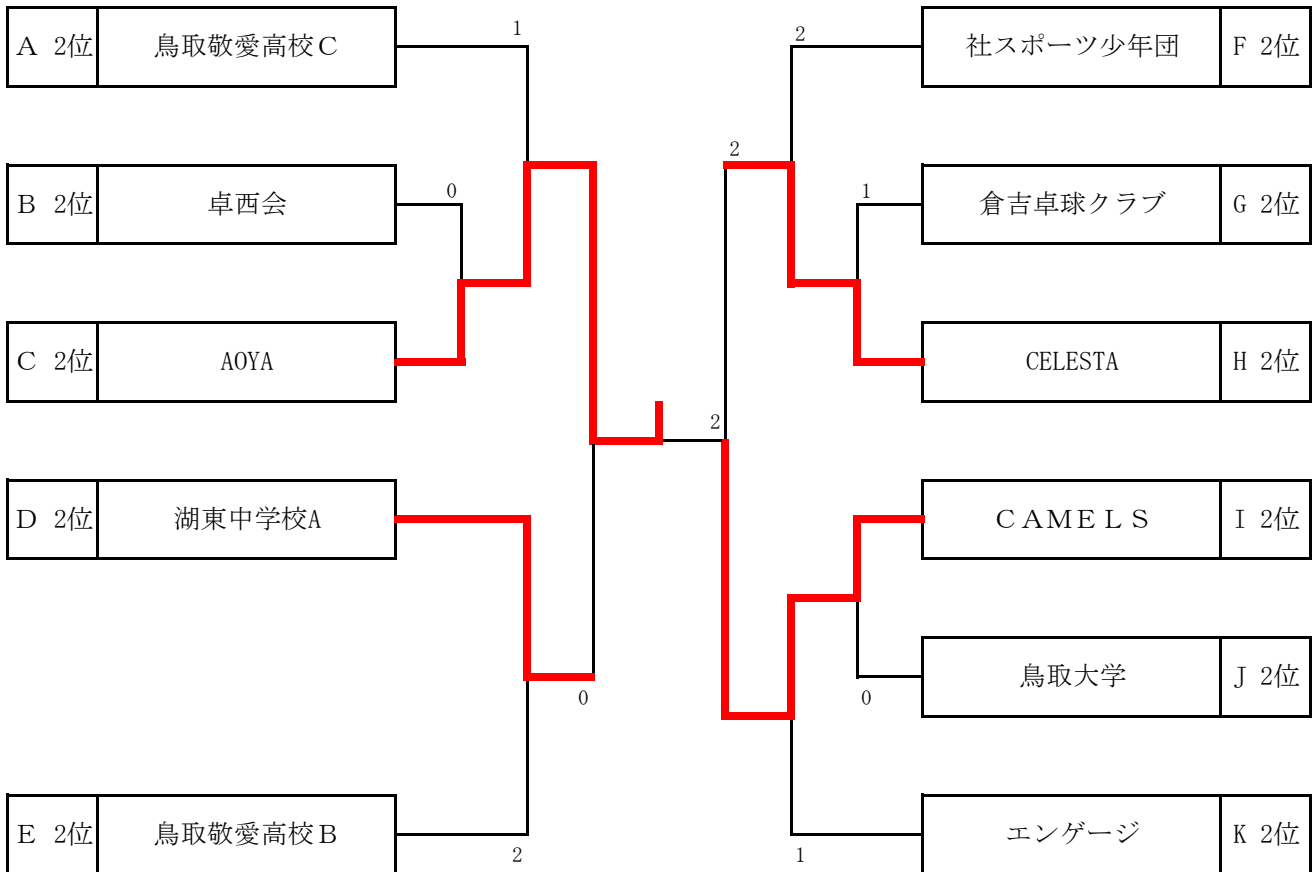 A 2位 鳥取敬愛高校C 1 2 社スポーツ少年団 F 2位
2
B 2位 卓西会 0 1 倉吉卓球クラブ G 2位
C 2位 AOYA CELESTA H 2位
2
D 2位 湖東中学校A CAMELS I 2位
鳥取大学 J 2位
0 0
E 2位 鳥取敬愛高校B エンゲージ K 2位
2 1